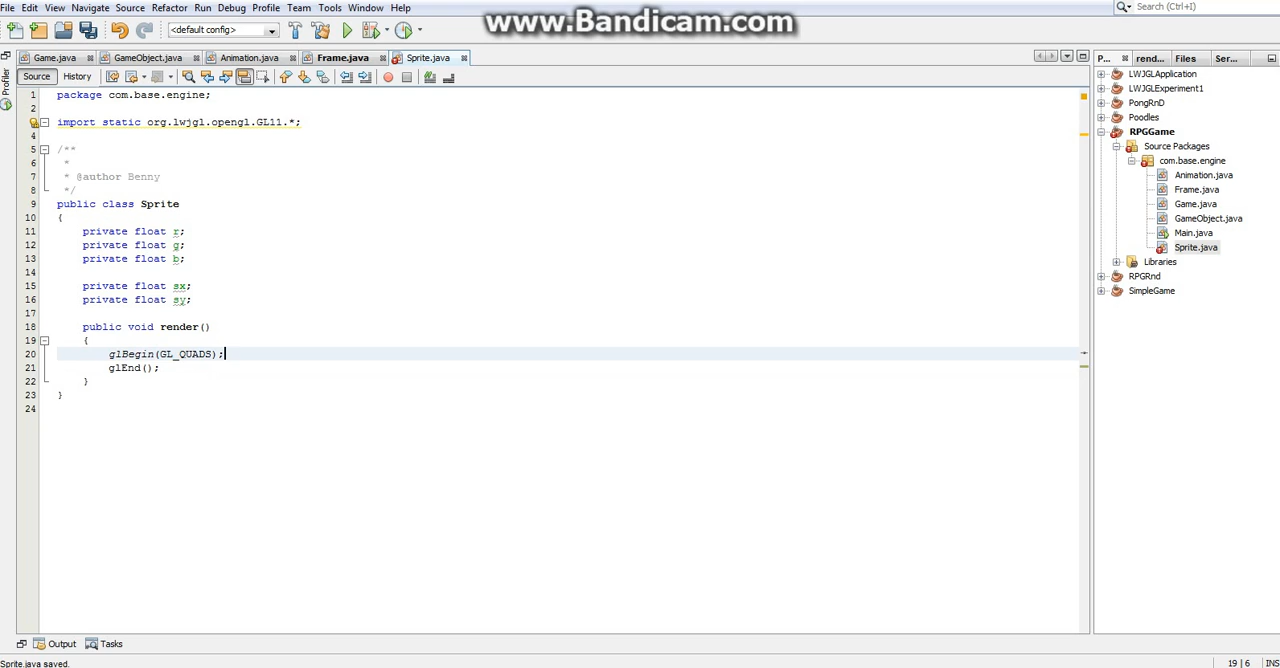 File Edit View Navigate Source Refactor Run Debug Profile Team Tools Window Help
www.Bandicam.com
Search (Ctrl+I)
<default config>
Game.java GameObject.java Animation.java Frame.java Sprite.java
P... rend... Files Ser...
Profiler
Source History
1 package com.base.engine;
2
3 import static org.lwjgl.opengl.GL11.*;
4
5 /**
6 *
7 * @author Benny
8 */
9 public class Sprite
10 {
11 private float r;
12 private float g;
13 private float b;
14
15 private float sx;
16 private float sy;
17
18 public void render()
19 {
20 glBegin(GL_QUADS);
21 glEnd();
22 }
23 }
24
LWJGLApplication
LWJGLExperiment1
PongRnD
Poodles
RPGGame
Source Packages
com.base.engine
Animation.java
Frame.java
Game.java
GameObject.java
Main.java
Sprite.java
Libraries
RPGRnd
SimpleGame
Output Tasks
Sprite.java saved.
19 | 6 INS